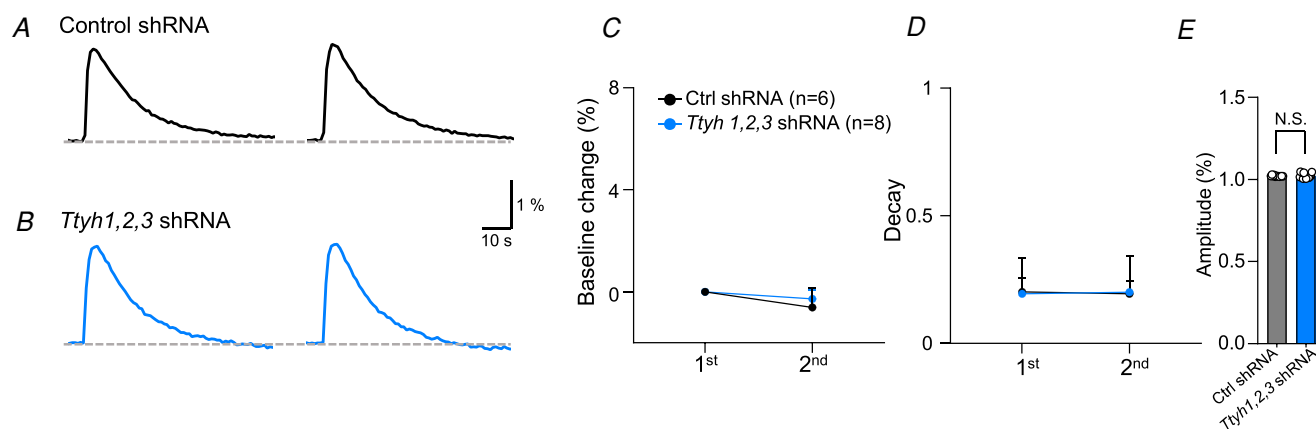 A Control shRNA
B Ttyh1,2,3 shRNA
1 %
10 s
C
Baseline change (%)
8
4
0
Ctrl shRNA (n=6)
Ttyh 1,2,3 shRNA (n=8)
1st 2nd
D
Decay
1
0.5
0
1st 2nd
E
Amplitude (%)
1.5
1.0
0.5
0.0
N.S.
Ctrl shRNA
Ttyh1,2,3 shRNA